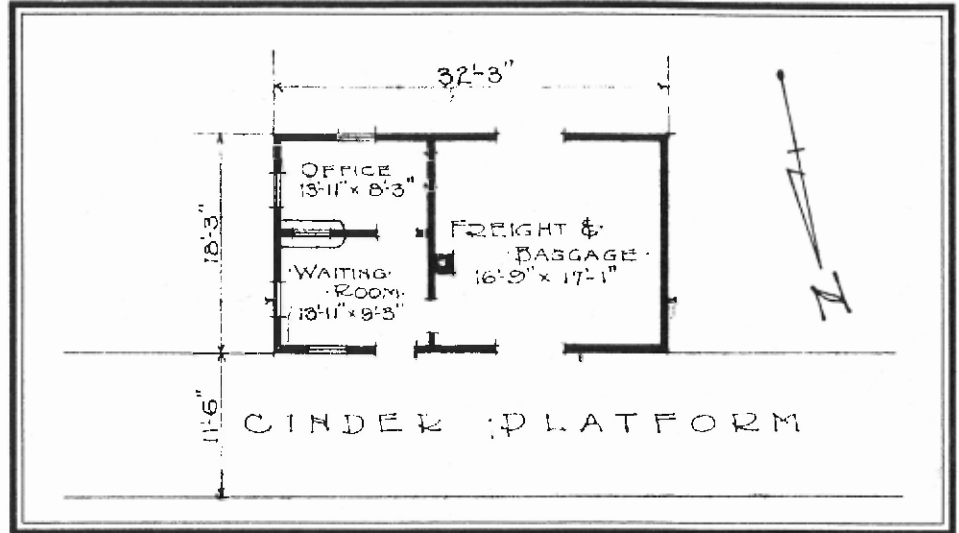 32'-3"
OFFICE
13'-11" x 8'-3"
18'-3"
FREIGHT &
BAGGAGE
16'-9" x 17'-1"
WAITING
ROOM
13'-11" x 8'-3"
N
11'-6"
CINDER PLATFORM